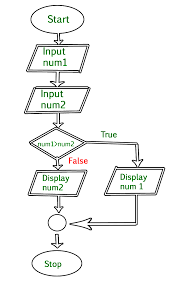 Start
Input
num1
Input
num2
num1>num2
True
False
Display
num2
Display
num 1
Stop